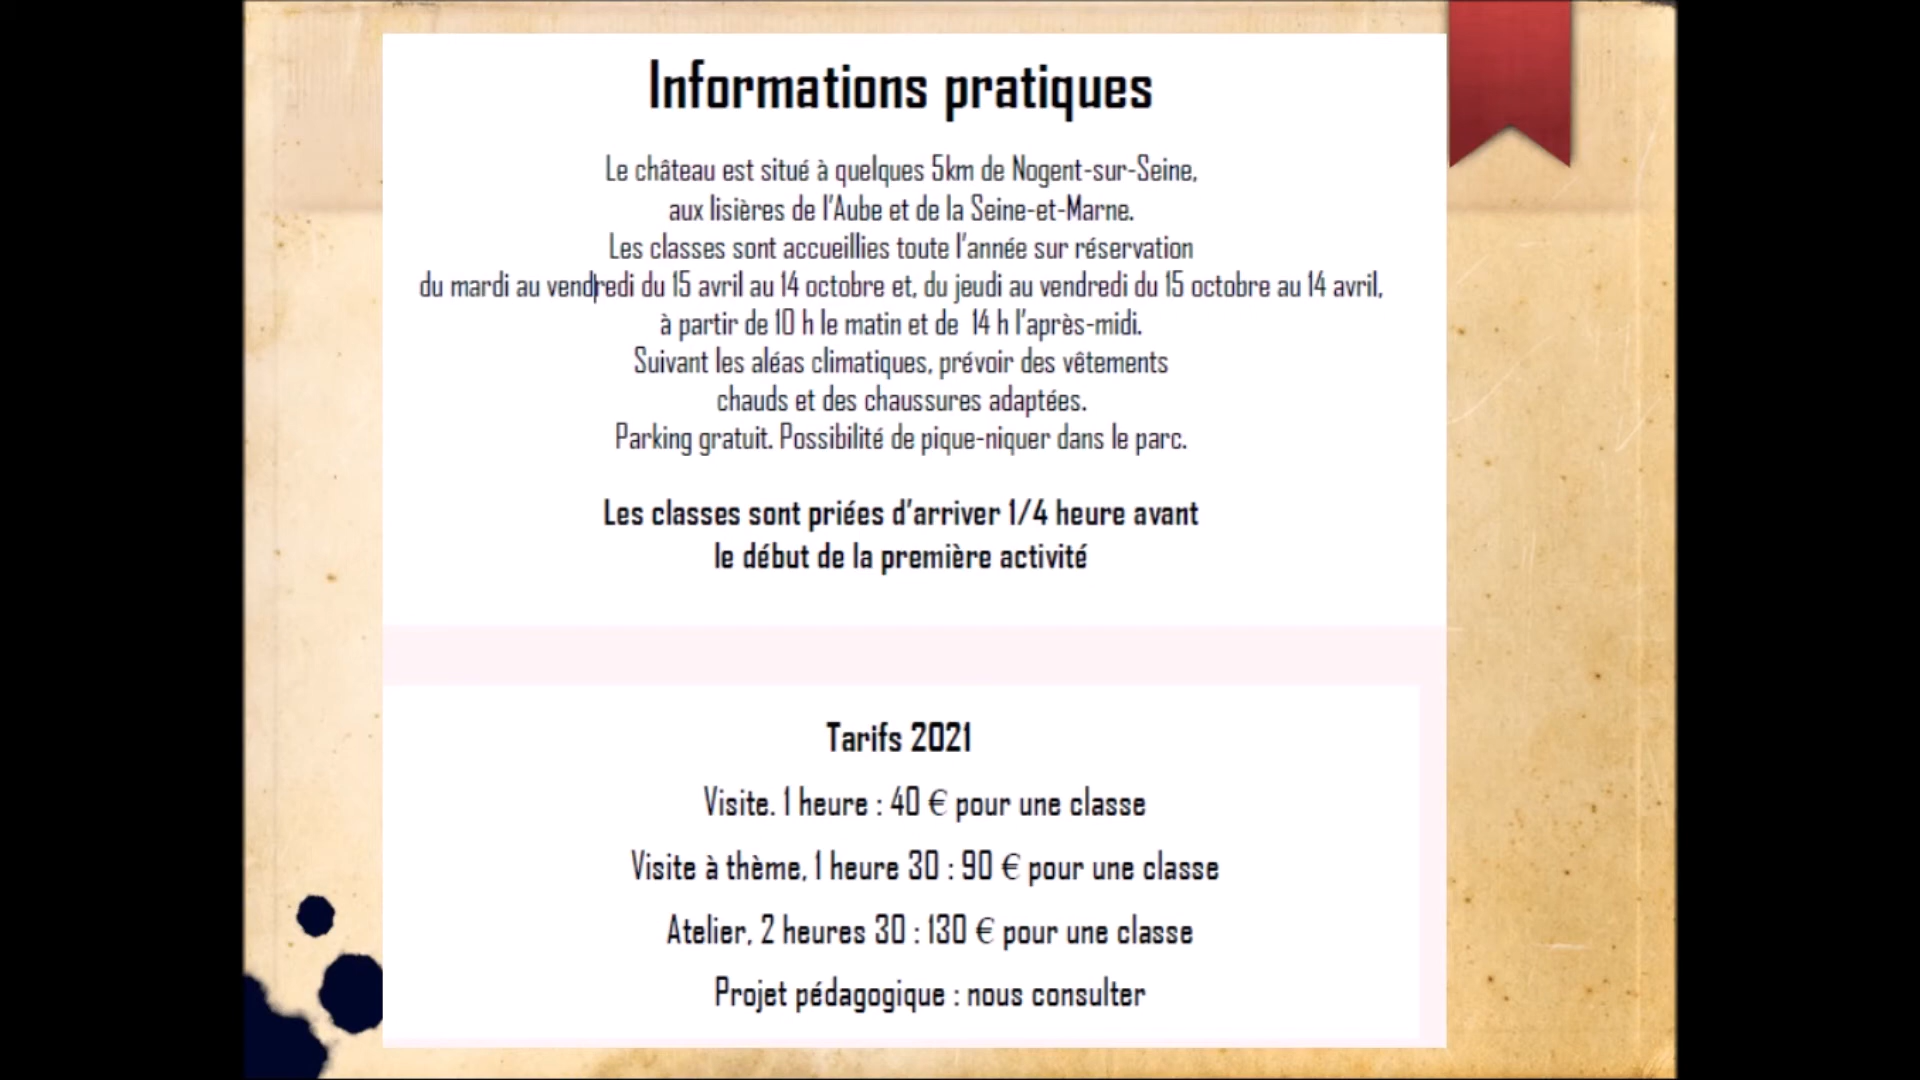 Informations pratiques
Le château est situé à quelques 5km de Nogent-sur-Seine,
aux lisières de l'Aube et de la Seine-et-Marne.
Les classes sont accueillies toute l'année sur réservation
du mardi au vendredi du 15 avril au 14 octobre et, du jeudi au vendredi du 15 octobre au 14 avril,
à partir de 10 h le matin et de 14 h l'après-midi.
Suivant les aléas climatiques, prévoir des vêtements
chauds et des chaussures adaptées.
Parking gratuit. Possibilité de pique-niquer dans le parc.
Les classes sont priées d'arriver 1/4 heure avant
le début de la première activité
Tarifs 2021
Visite. 1 heure : 40 € pour une classe
Visite à thème, 1 heure 30 : 90 € pour une classe
Atelier, 2 heures 30 : 130 € pour une classe
Projet pédagogique : nous consulter